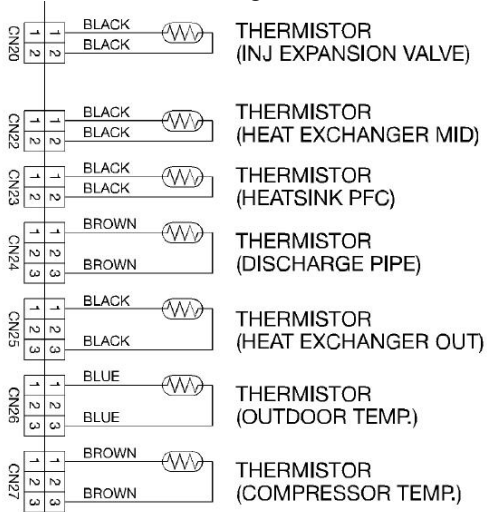 CN20 1 1 BLACK THERMISTOR
2 2 BLACK (INJ EXPANSION VALVE)
CN22 1 1 BLACK THERMISTOR
2 2 BLACK (HEAT EXCHANGER MID)
CN23 1 1 BLACK THERMISTOR
2 2 BLACK (HEATSINK PFC)
CN24 1 1 BROWN THERMISTOR
2 2
3 3 BROWN (DISCHARGE PIPE)
CN25 1 1 BLACK THERMISTOR
2 2
3 3 BLACK (HEAT EXCHANGER OUT)
CN26 1 1 BLUE THERMISTOR
2 2
3 3 BLUE (OUTDOOR TEMP.)
CN27 1 1 BROWN THERMISTOR
2 2
3 3 BROWN (COMPRESSOR TEMP.)